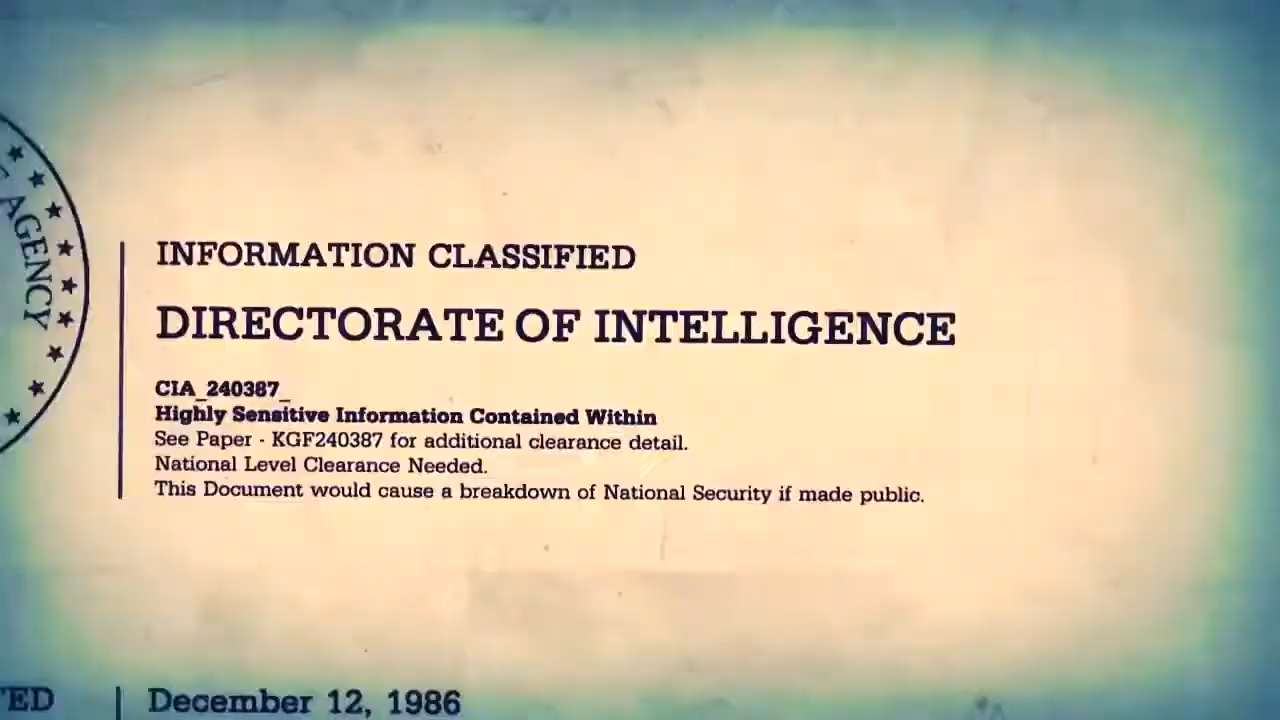 AGENCY
INFORMATION CLASSIFIED
DIRECTORATE OF INTELLIGENCE
CIA_240387_
Highly Sensitive Information Contained Within
See Paper - KGF240387 for additional clearance detail.
National Level Clearance Needed.
This Document would cause a breakdown of National Security if made public.
December 12, 1986